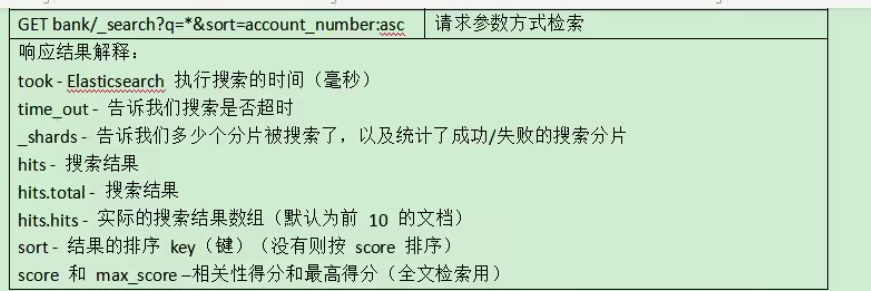 GET bank/_search?q=*&sort=account_number:asc 请求参数方式检索
响应结果解释：
took - Elasticsearch 执行搜索的时间（毫秒）
time_out - 告诉我们搜索是否超时
_shards - 告诉我们多少个分片被搜索了，以及统计了成功/失败的搜索分片
hits - 搜索结果
hits.total - 搜索结果
hits.hits - 实际的搜索结果数组（默认为前 10 的文档）
sort - 结果的排序 key（键）（没有则按 score 排序）
score 和 max_score –相关性得分和最高得分（全文检索用）